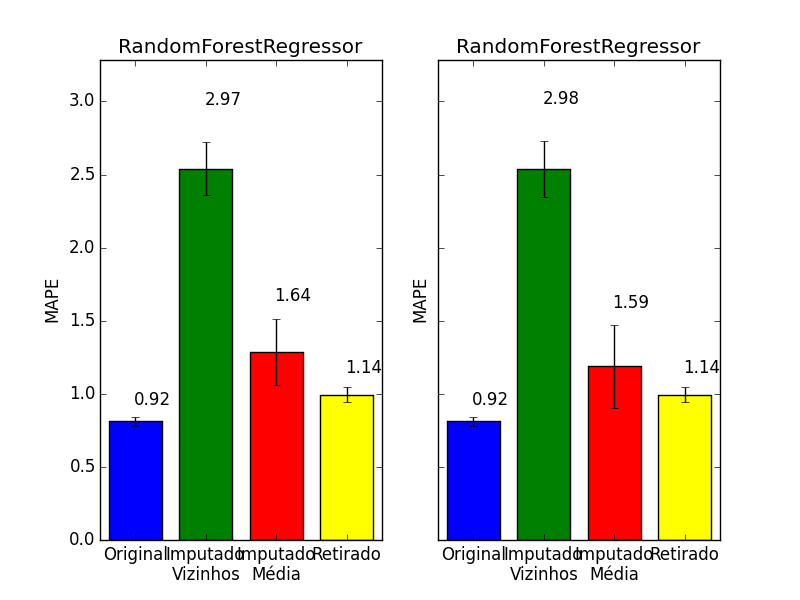 RandomForestRegressor
MAPE
3.0
2.5
2.0
1.5
1.0
0.5
0.0
2.97
1.64
1.14
0.92
Original Imputado Imputado Retirado
Vizinhos Média
RandomForestRegressor
MAPE
2.98
1.59
1.14
0.92
Original Imputado Imputado Retirado
Vizinhos Média